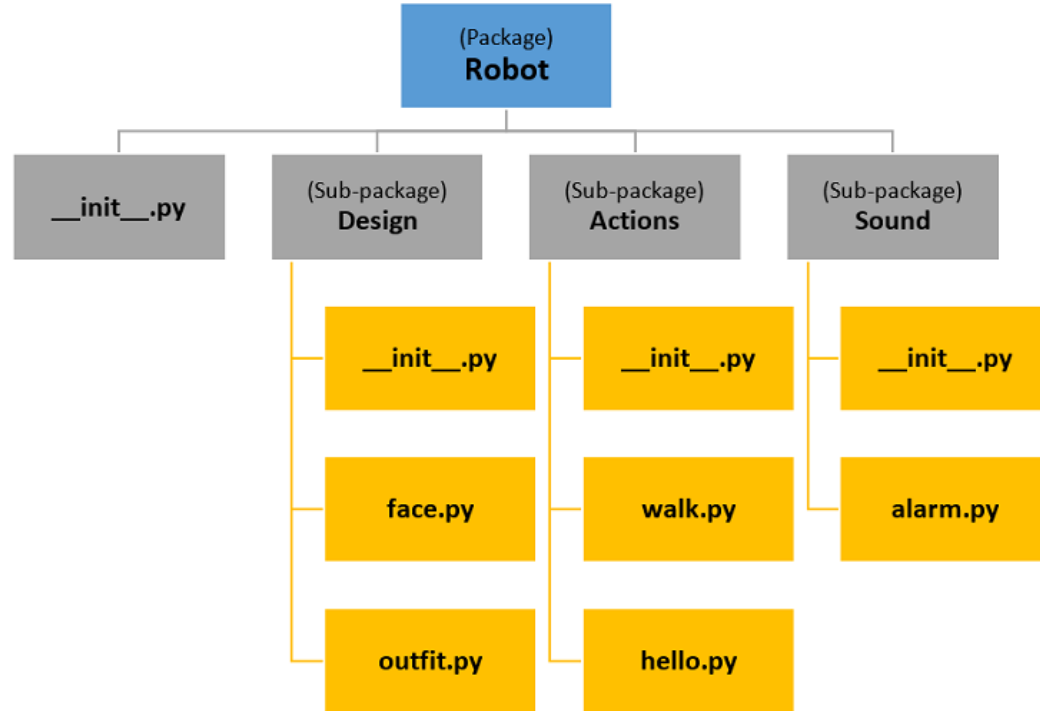 (Package)
Robot
__init__.py
(Sub-package)
Design
(Sub-package)
Actions
(Sub-package)
Sound
__init__.py
__init__.py
__init__.py
face.py
walk.py
alarm.py
outfit.py
hello.py